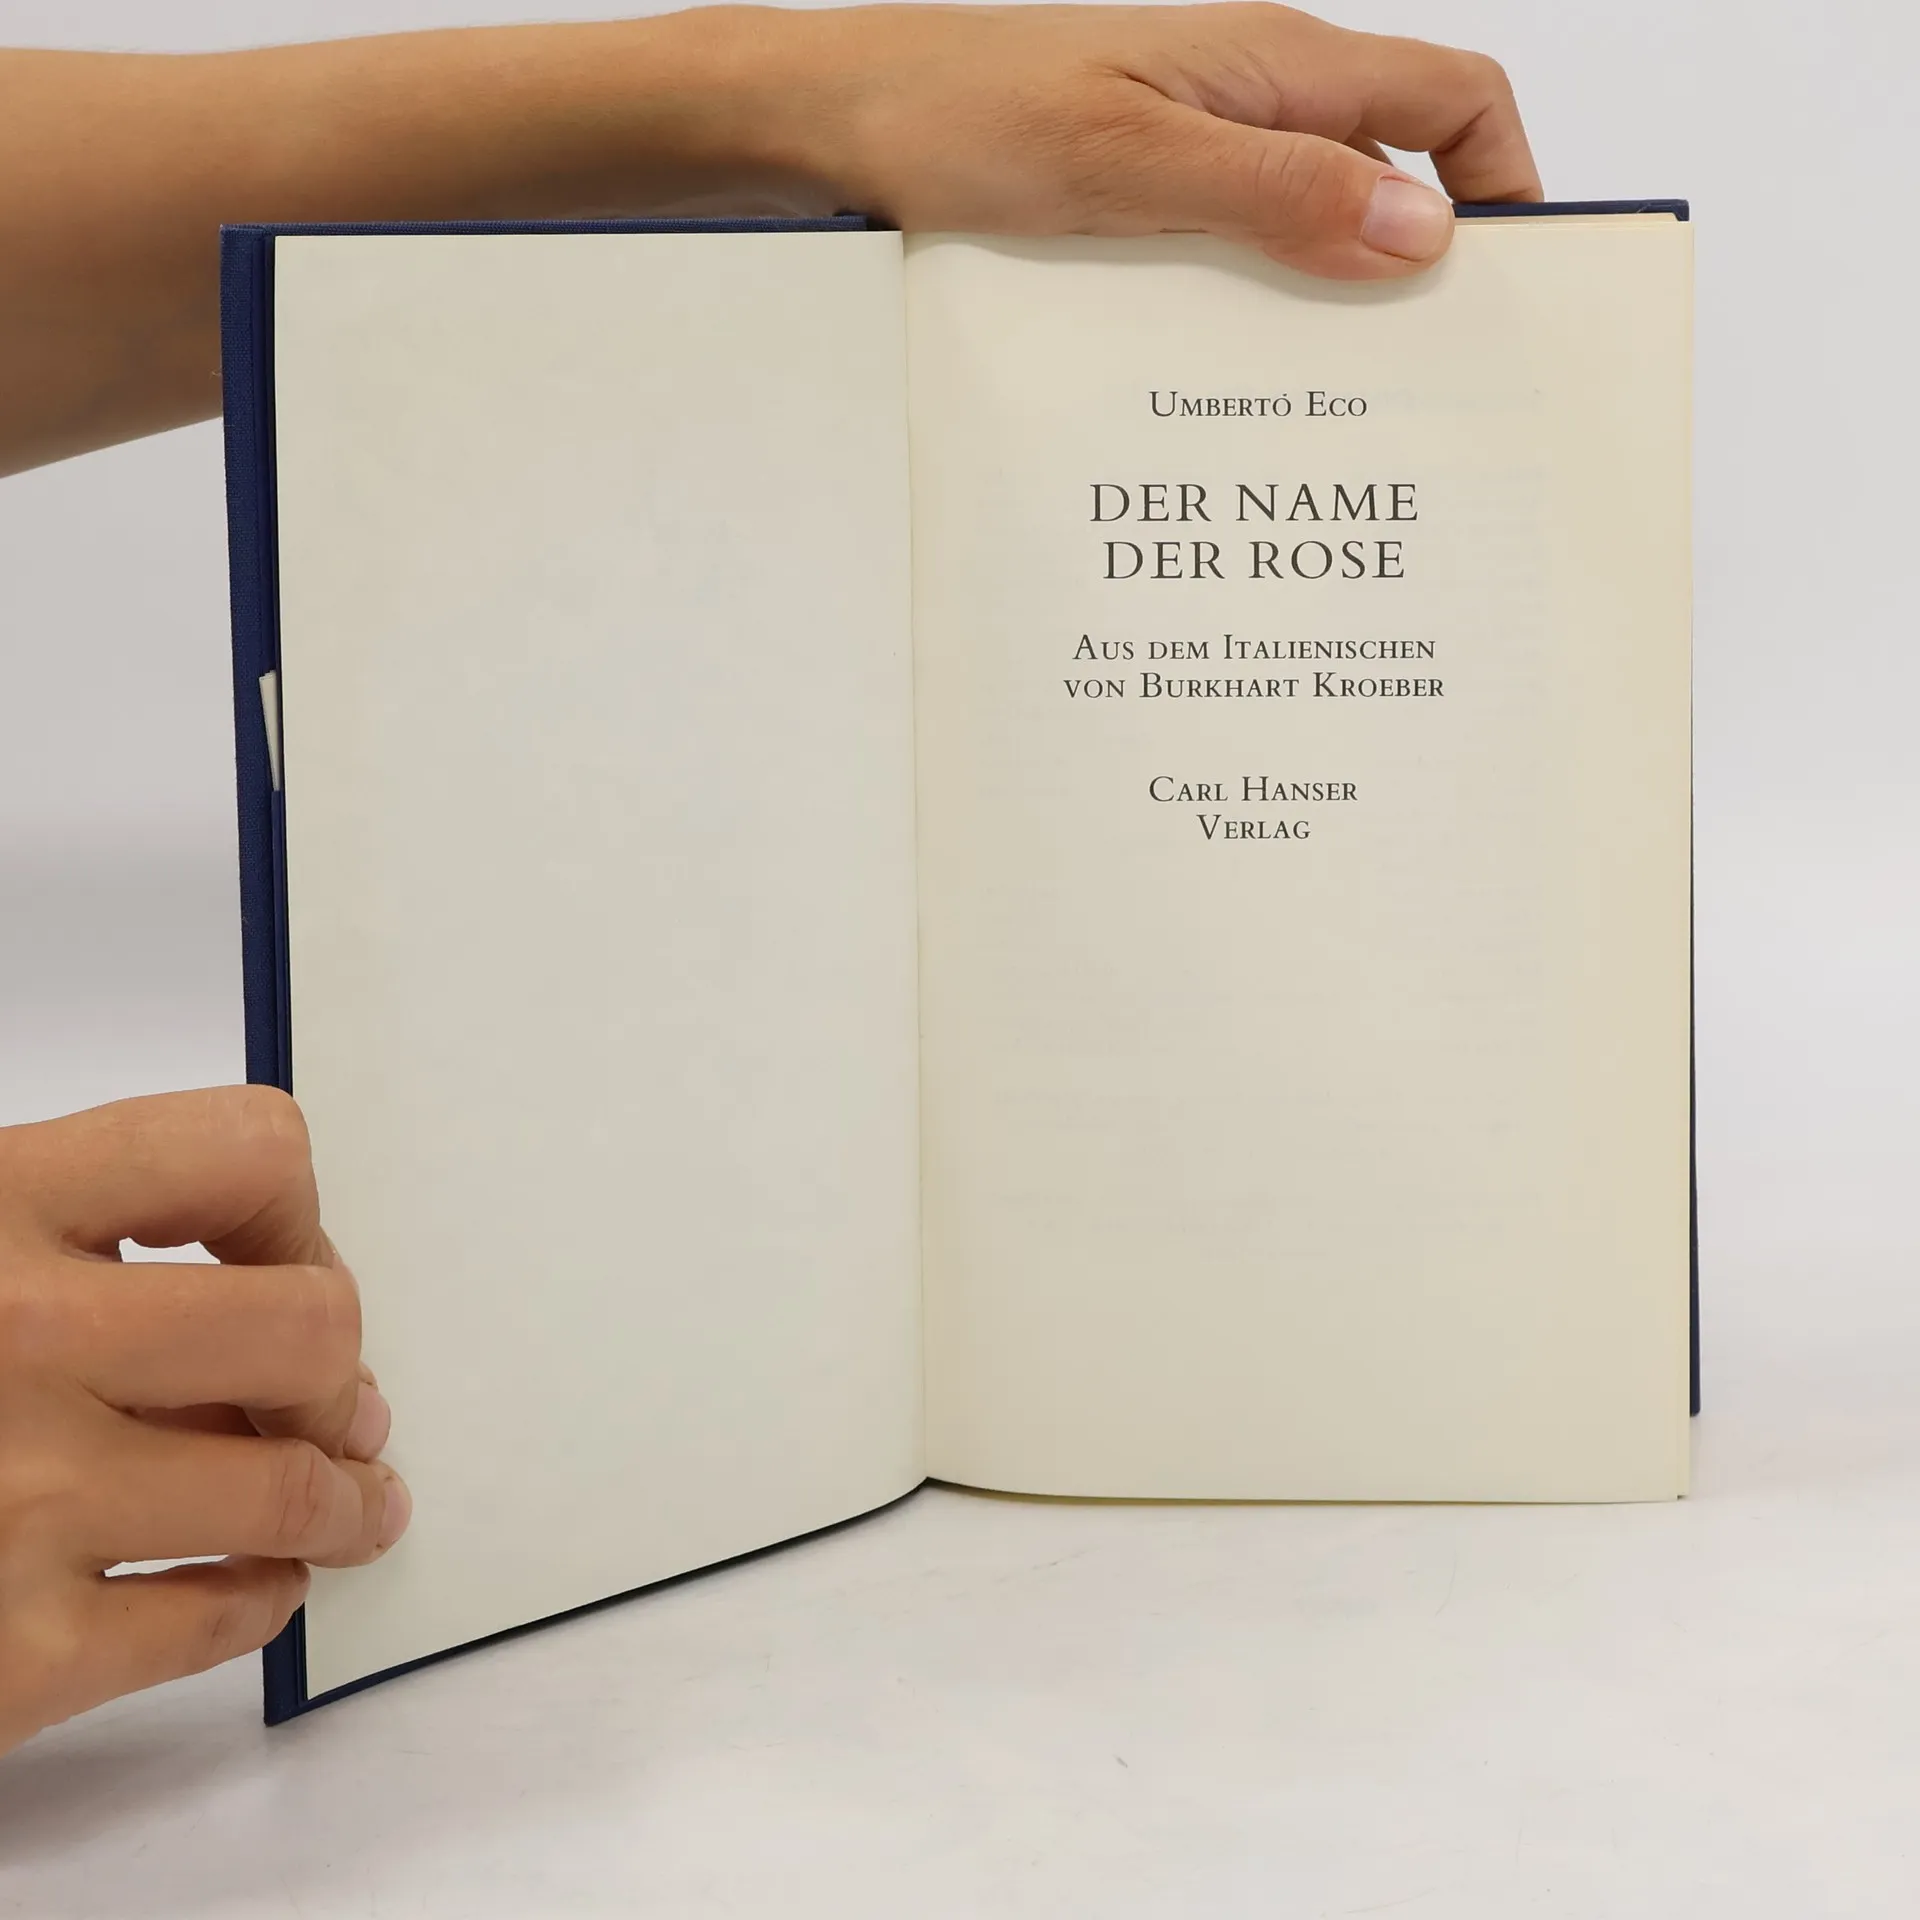 Umbertó Eco
DER NAME
DER ROSE
Aus dem Italienischen
von Burkhart Kroeber
Carl Hanser
Verlag